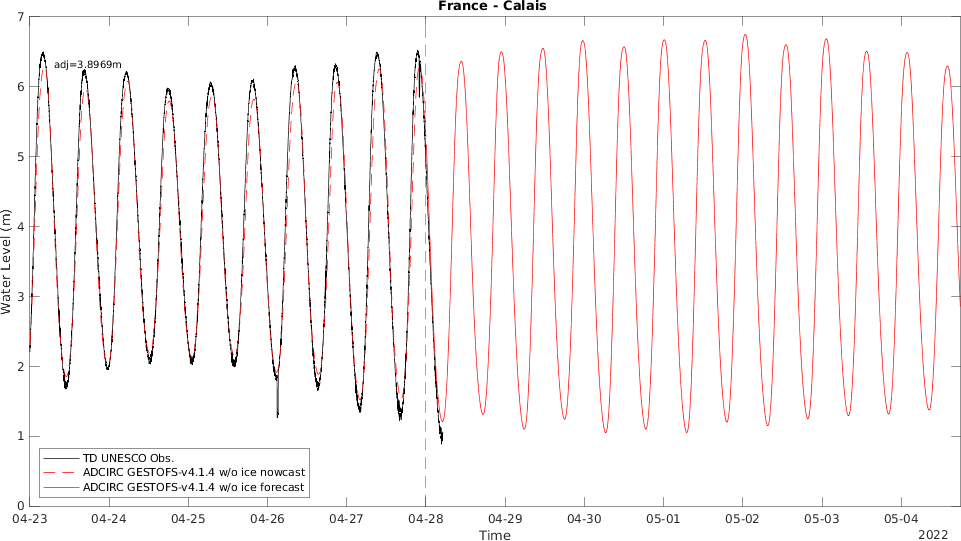 France - Calais
adj=3.8969m
Water Level (m)
7
6
5
4
3
2
1
0
TD UNESCO Obs.
ADCIRC GESTOFS-v4.1.4 w/o ice nowcast
ADCIRC GESTOFS-v4.1.4 w/o ice forecast
04-23 04-24 04-25 04-26 04-27 04-28 04-29 04-30 05-01 05-02 05-03 05-04
Time
2022